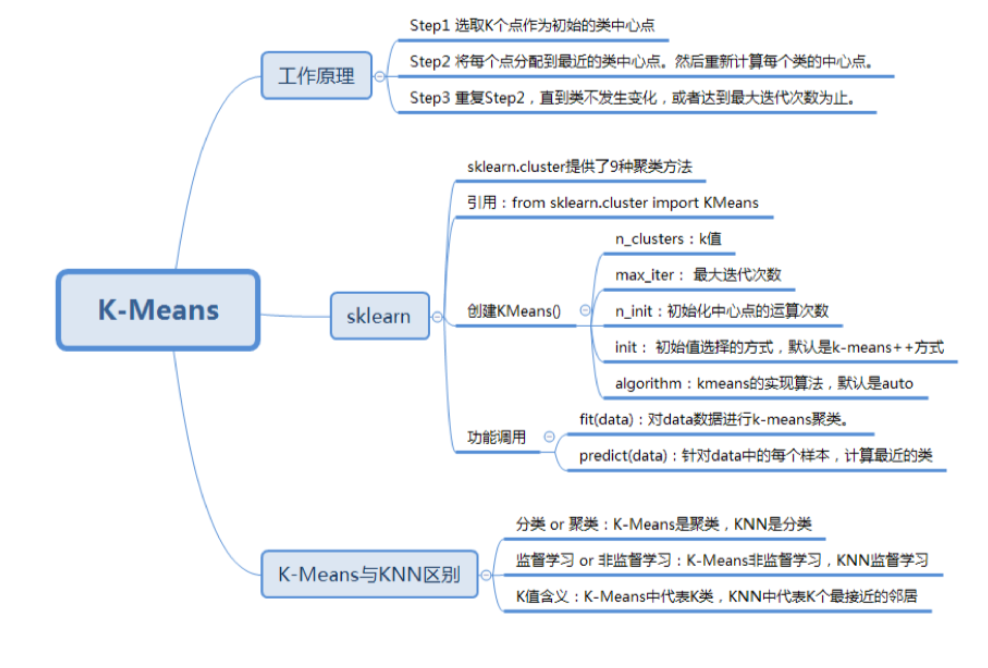 K-Means
工作原理
Step1 选取K个点作为初始的类中心点
Step2 将每个点分配到最近的类中心点。然后重新计算每个类的中心点。
Step3 重复Step2，直到类不发生变化，或者达到最大迭代次数为止。
sklearn
sklearn.cluster提供了9种聚类方法
引用：from sklearn.cluster import KMeans
创建KMeans()
n_clusters：k值
max_iter： 最大迭代次数
n_init：初始化中心点的运算次数
init： 初始值选择的方式，默认是k-means++方式
algorithm：kmeans的实现算法，默认是auto
功能调用
fit(data)：对data数据进行k-means聚类。
predict(data)：针对data中的每个样本，计算最近的类
K-Means与KNN区别
分类 or 聚类：K-Means是聚类，KNN是分类
监督学习 or 非监督学习：K-Means非监督学习，KNN监督学习
K值含义：K-Means中代表K类，KNN中代表K个最接近的邻居